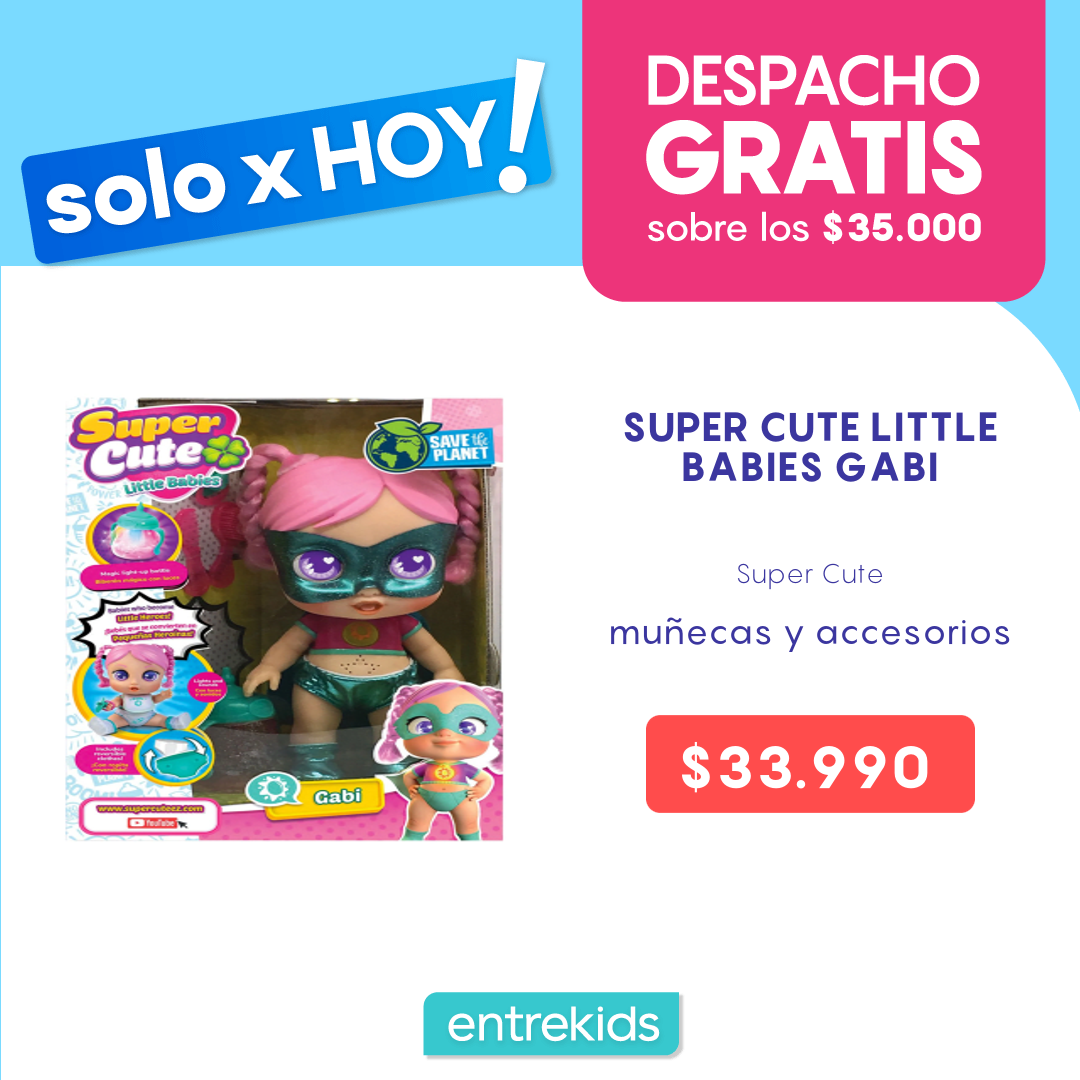 solo x HOY!
DESPACHO
GRATIS
sobre los $35.000
Super
Cute
Little Babies
SAVE the
PLANET
Magic light-up bottle
Biberón mágico con luces
Babies who become
Little Heroes!
¡Bebés que se convierten en
Pequeñas Heroínas!
Lights and
Sounds
Con luces
y sonidos
Includes
reversible
clothes!
¡Con ropita
reversible!
www.supercuteez.com
YouTube
Gabi
SUPER CUTE LITTLE
BABIES GABI
Super Cute
muñecas y accesorios
$33.990
entrekids